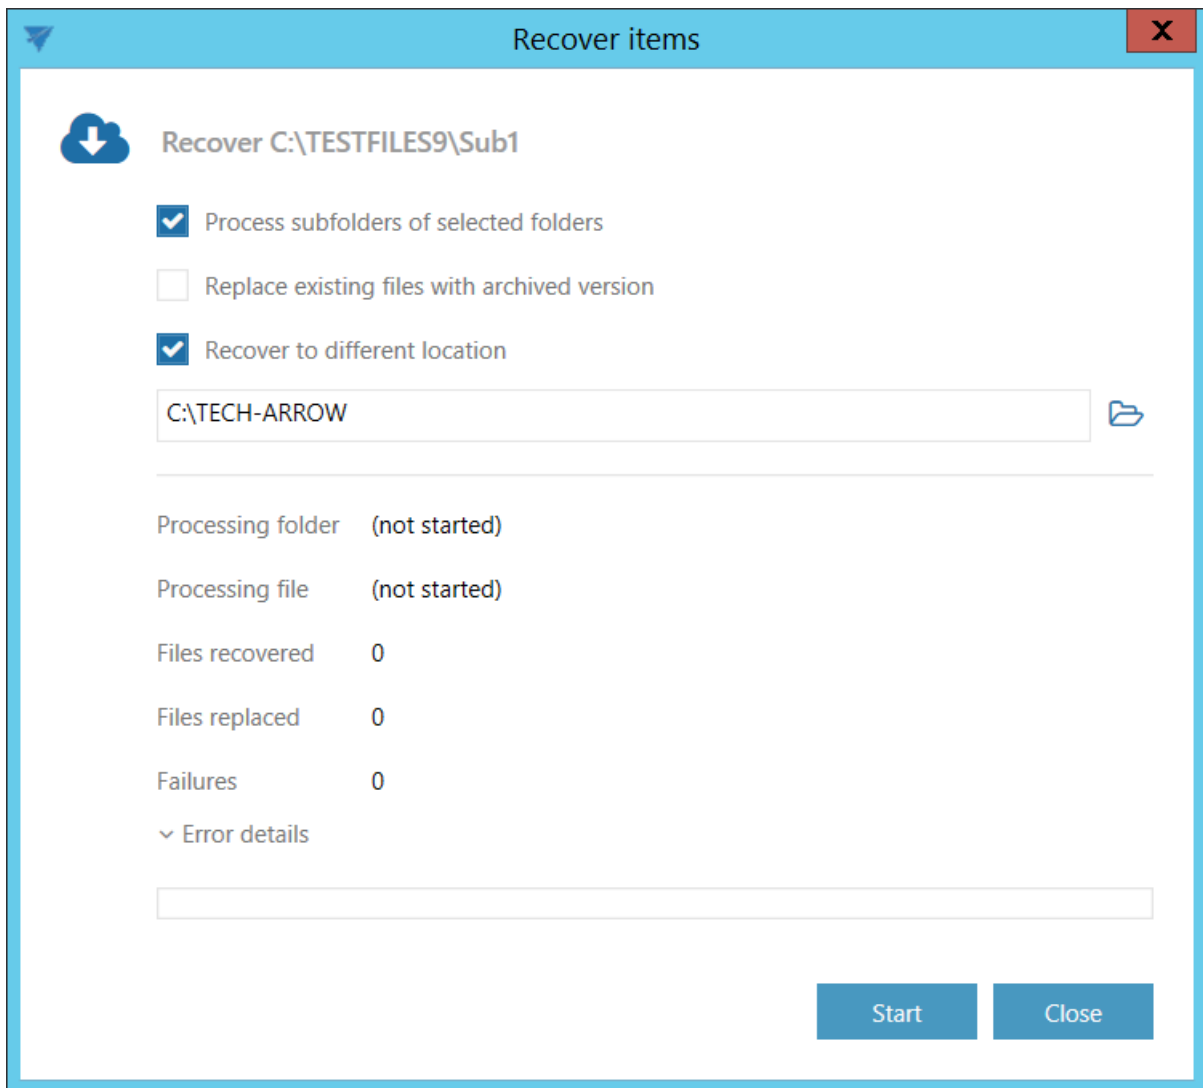 Recover items
X
Recover C:\TESTFILES9\Sub1
Process subfolders of selected folders
Replace existing files with archived version
Recover to different location
C:\TECH-ARROW
Processing folder (not started)
Processing file (not started)
Files recovered 0
Files replaced 0
Failures 0
Error details
Start Close